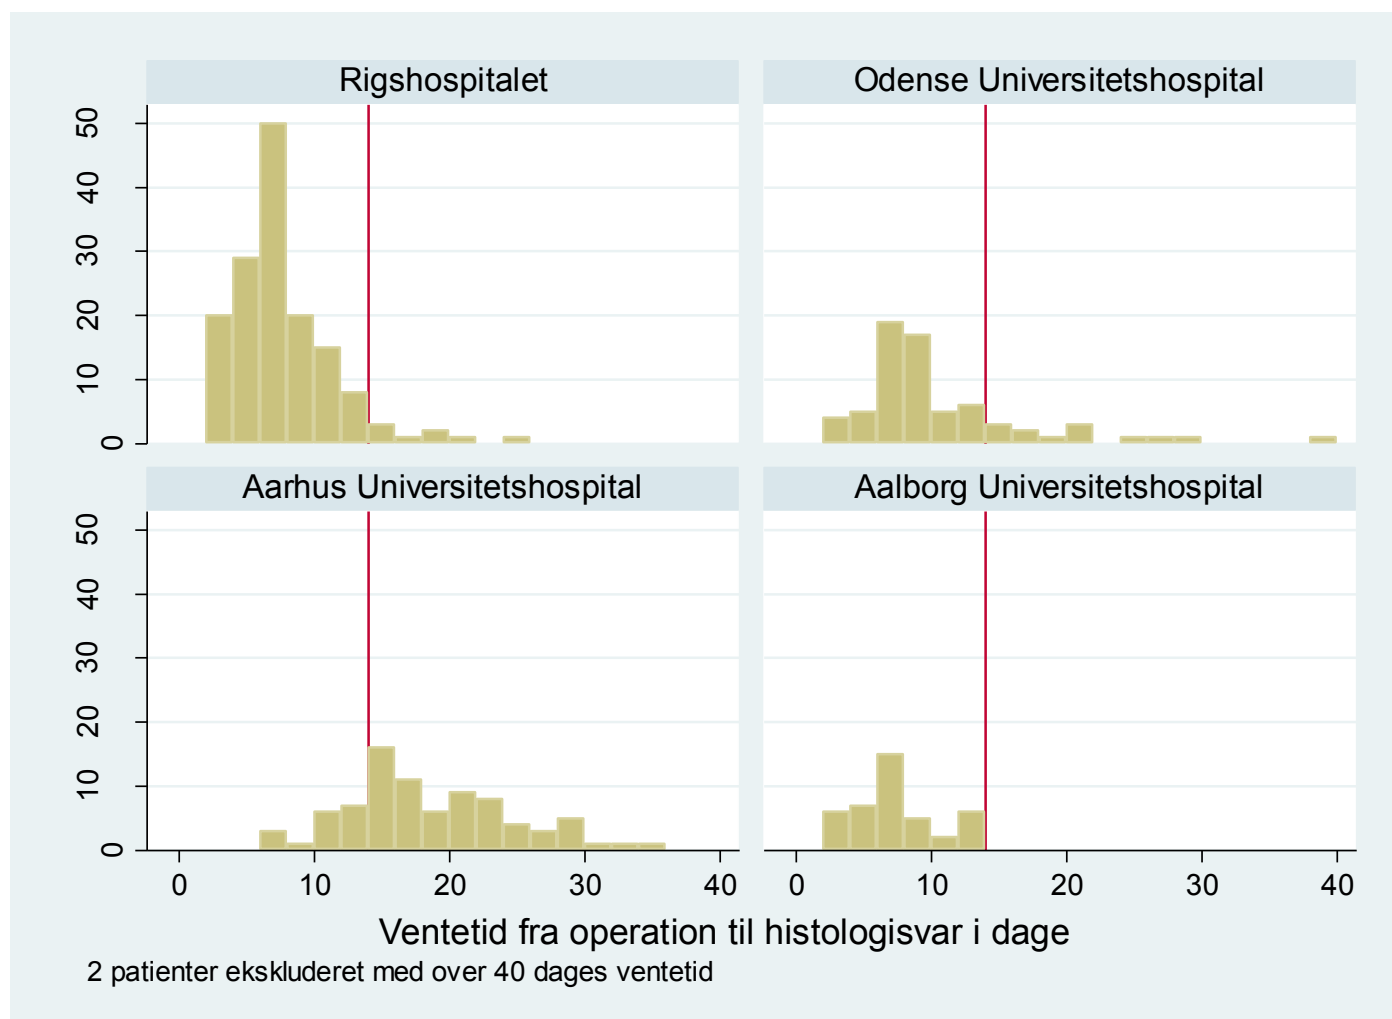 Rigshospitalet
Odense Universitetshospital
50
40
30
20
10
0
Aarhus Universitetshospital
Aalborg Universitetshospital
50
40
30
20
10
0
0 10 20 30 40
0 10 20 30 40
Ventetid fra operation til histologisvar i dage
2 patienter ekskluderet med over 40 dages ventetid